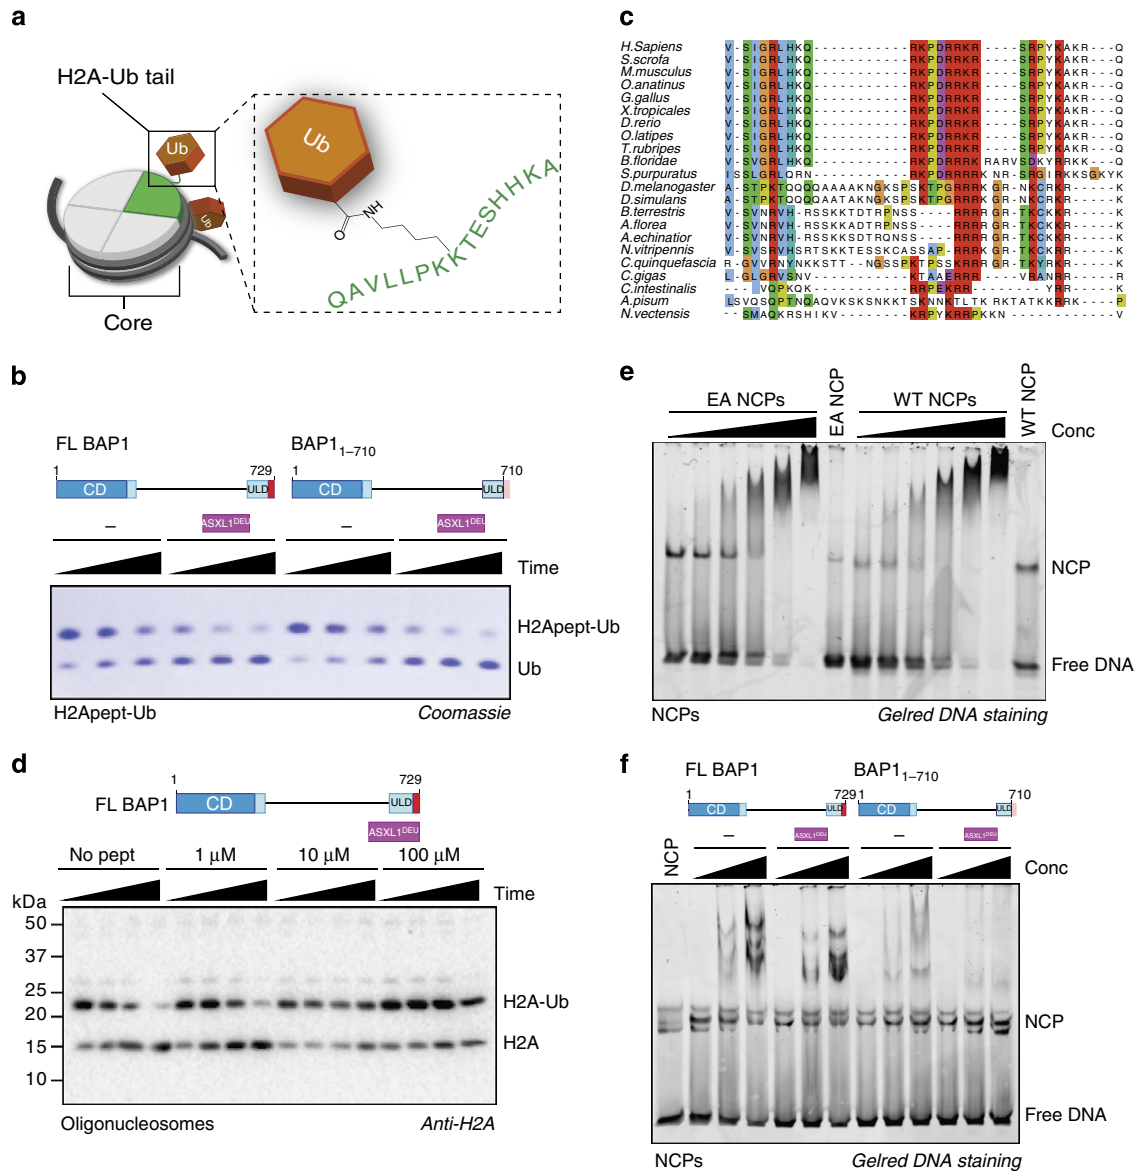 a
H2A-Ub tail
Ub
Ub
Ub
NH
O
QAVLLPKKTESHHKA
Core
c
H.Sapiens
S.scrofa
M.musculus
O.anatinus
G.gallus
X.tropicales
D.rerio
O.latipes
T.rubripes
B.floridae
S.purpuratus
D.melanogaster
D.simulans
B.terrestris
A.florea
A.echinatior
N.vitripennis
C.quinquefascia
C.gigas
C.intestinalis
A.pisum
N.vectensis
b
FL BAP1
BAP1 1–710
1 729 1 710
CD ULD CD ULD
– ASXL1DEU – ASXL1DEU
Time
H2Apept-Ub
Ub
H2Apept-Ub Coomassie
e
EA NCPs EA NCP WT NCPs WT NCP
Conc
NCP
Free DNA
NCPs Gelred DNA staining
d
1 729
FL BAP1 CD ULD
ASXL1DEU
No pept 1 µM 10 µM 100 µM
Time
kDa
50
37
25
20
15
10
H2A-Ub
H2A
Oligonucleosomes Anti-H2A
f
FL BAP1 BAP1 1–710
1 729 1 710
CD ULD CD ULD
– ASXL1DEU – ASXL1DEU
NCP
Conc
NCP
Free DNA
NCPs Gelred DNA staining